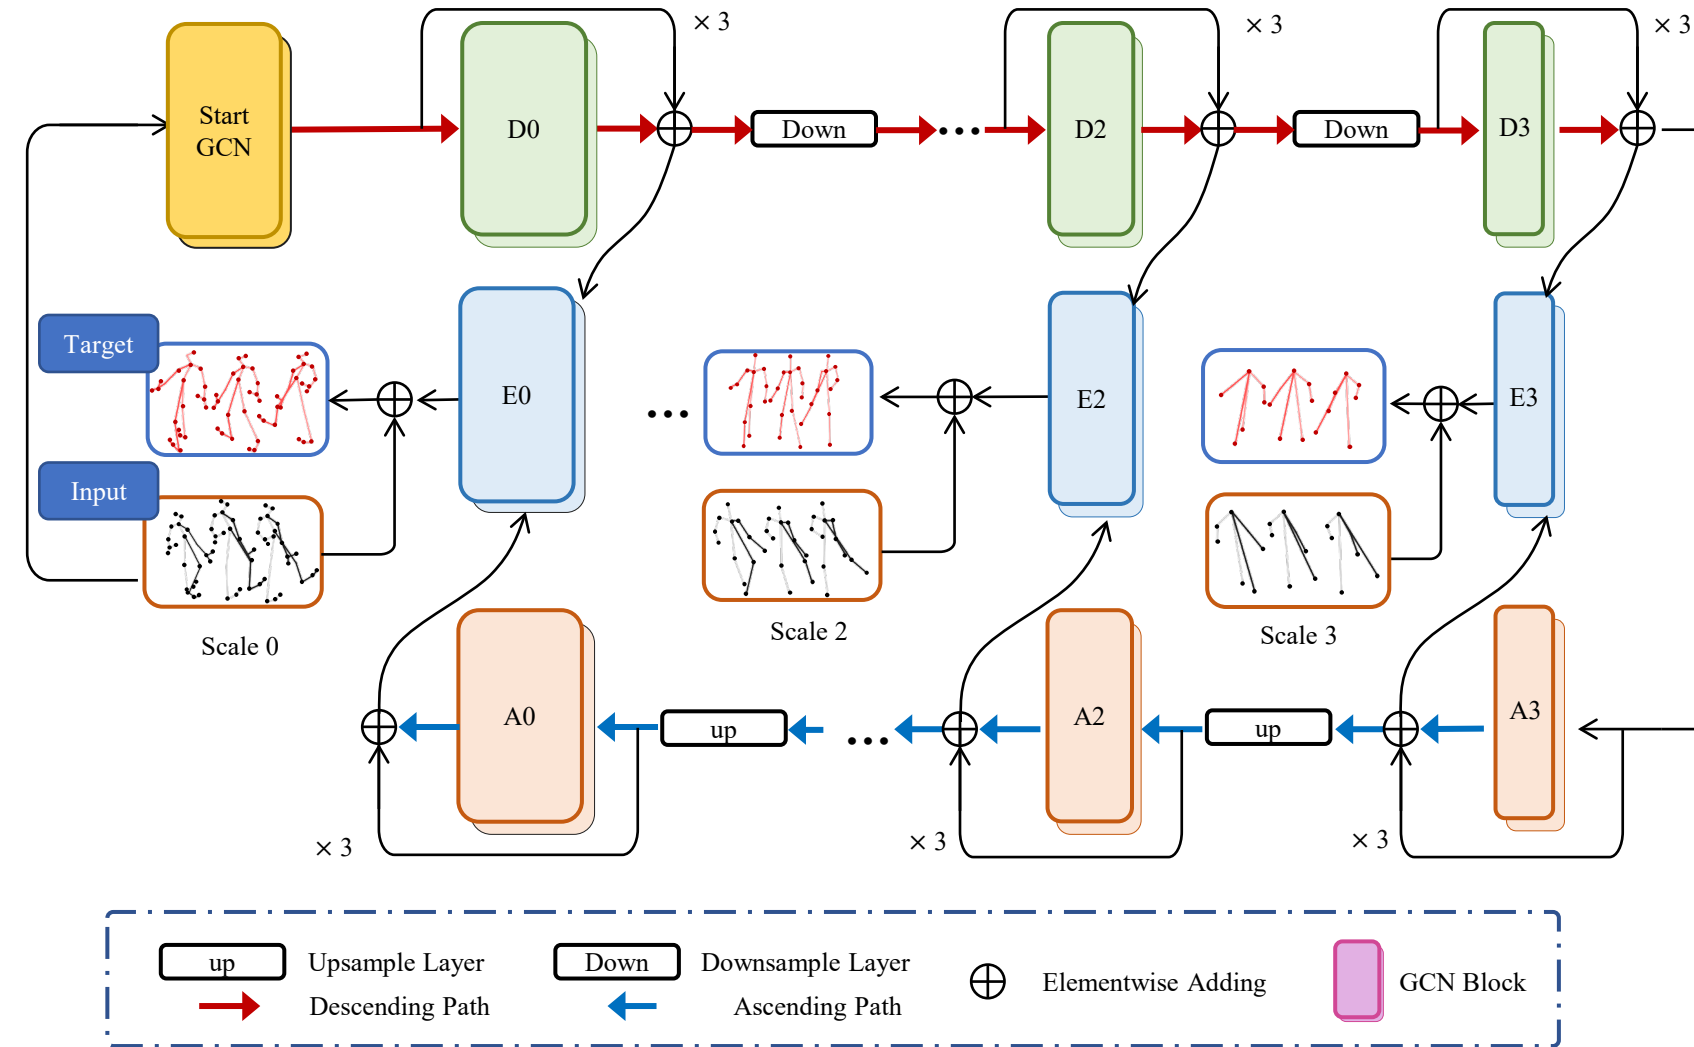 × 3
× 3
× 3
Start
GCN
D0
Down
D2
Down
D3
Target
E0
E2
E3
Input
Scale 0
Scale 2
Scale 3
A0
up
A2
up
A3
× 3
× 3
× 3
up
Upsample Layer
Down
Downsample Layer
Elementwise Adding
GCN Block
Descending Path
Ascending Path